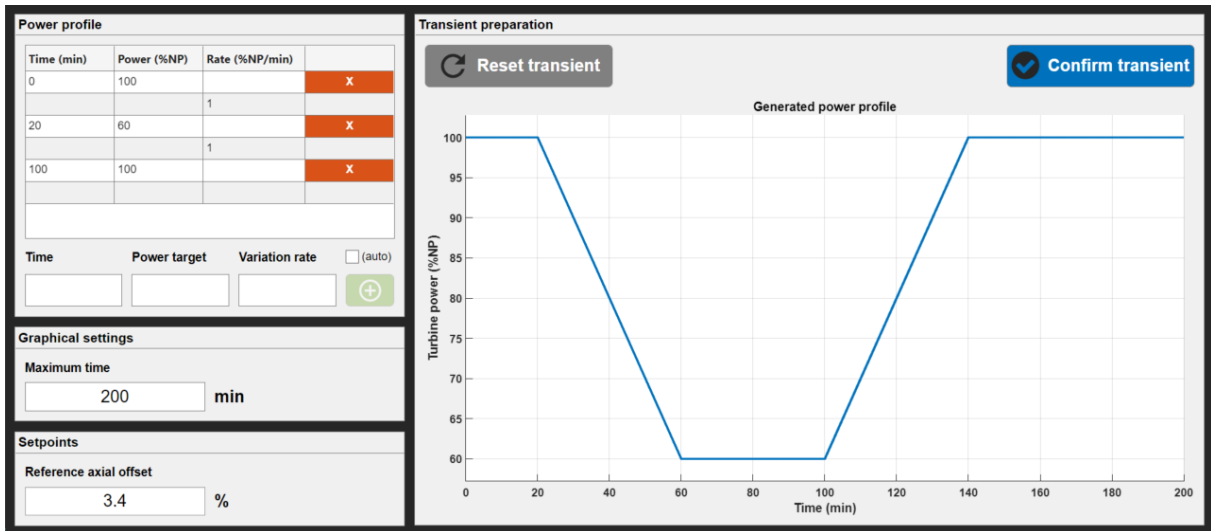 Power profile
Time (min) Power (%NP) Rate (%NP/min)
0 100 X
1
20 60 X
1
100 100 X
Time Power target Variation rate (auto)
Graphical settings
Maximum time
200 min
Setpoints
Reference axial offset
3.4 %
Transient preparation
Reset transient Confirm transient
Generated power profile
Turbine power (%NP)
100
95
90
85
80
75
70
65
60
0 20 40 60 80 100 120 140 160 180 200
Time (min)